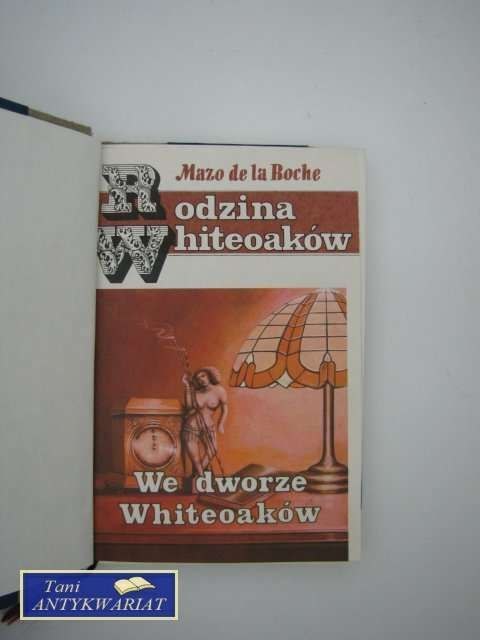 Mazo de la Roche
Rodzina
Whiteoaków
We dworze
Whiteoaków
Tani
ANTYKWARIAT